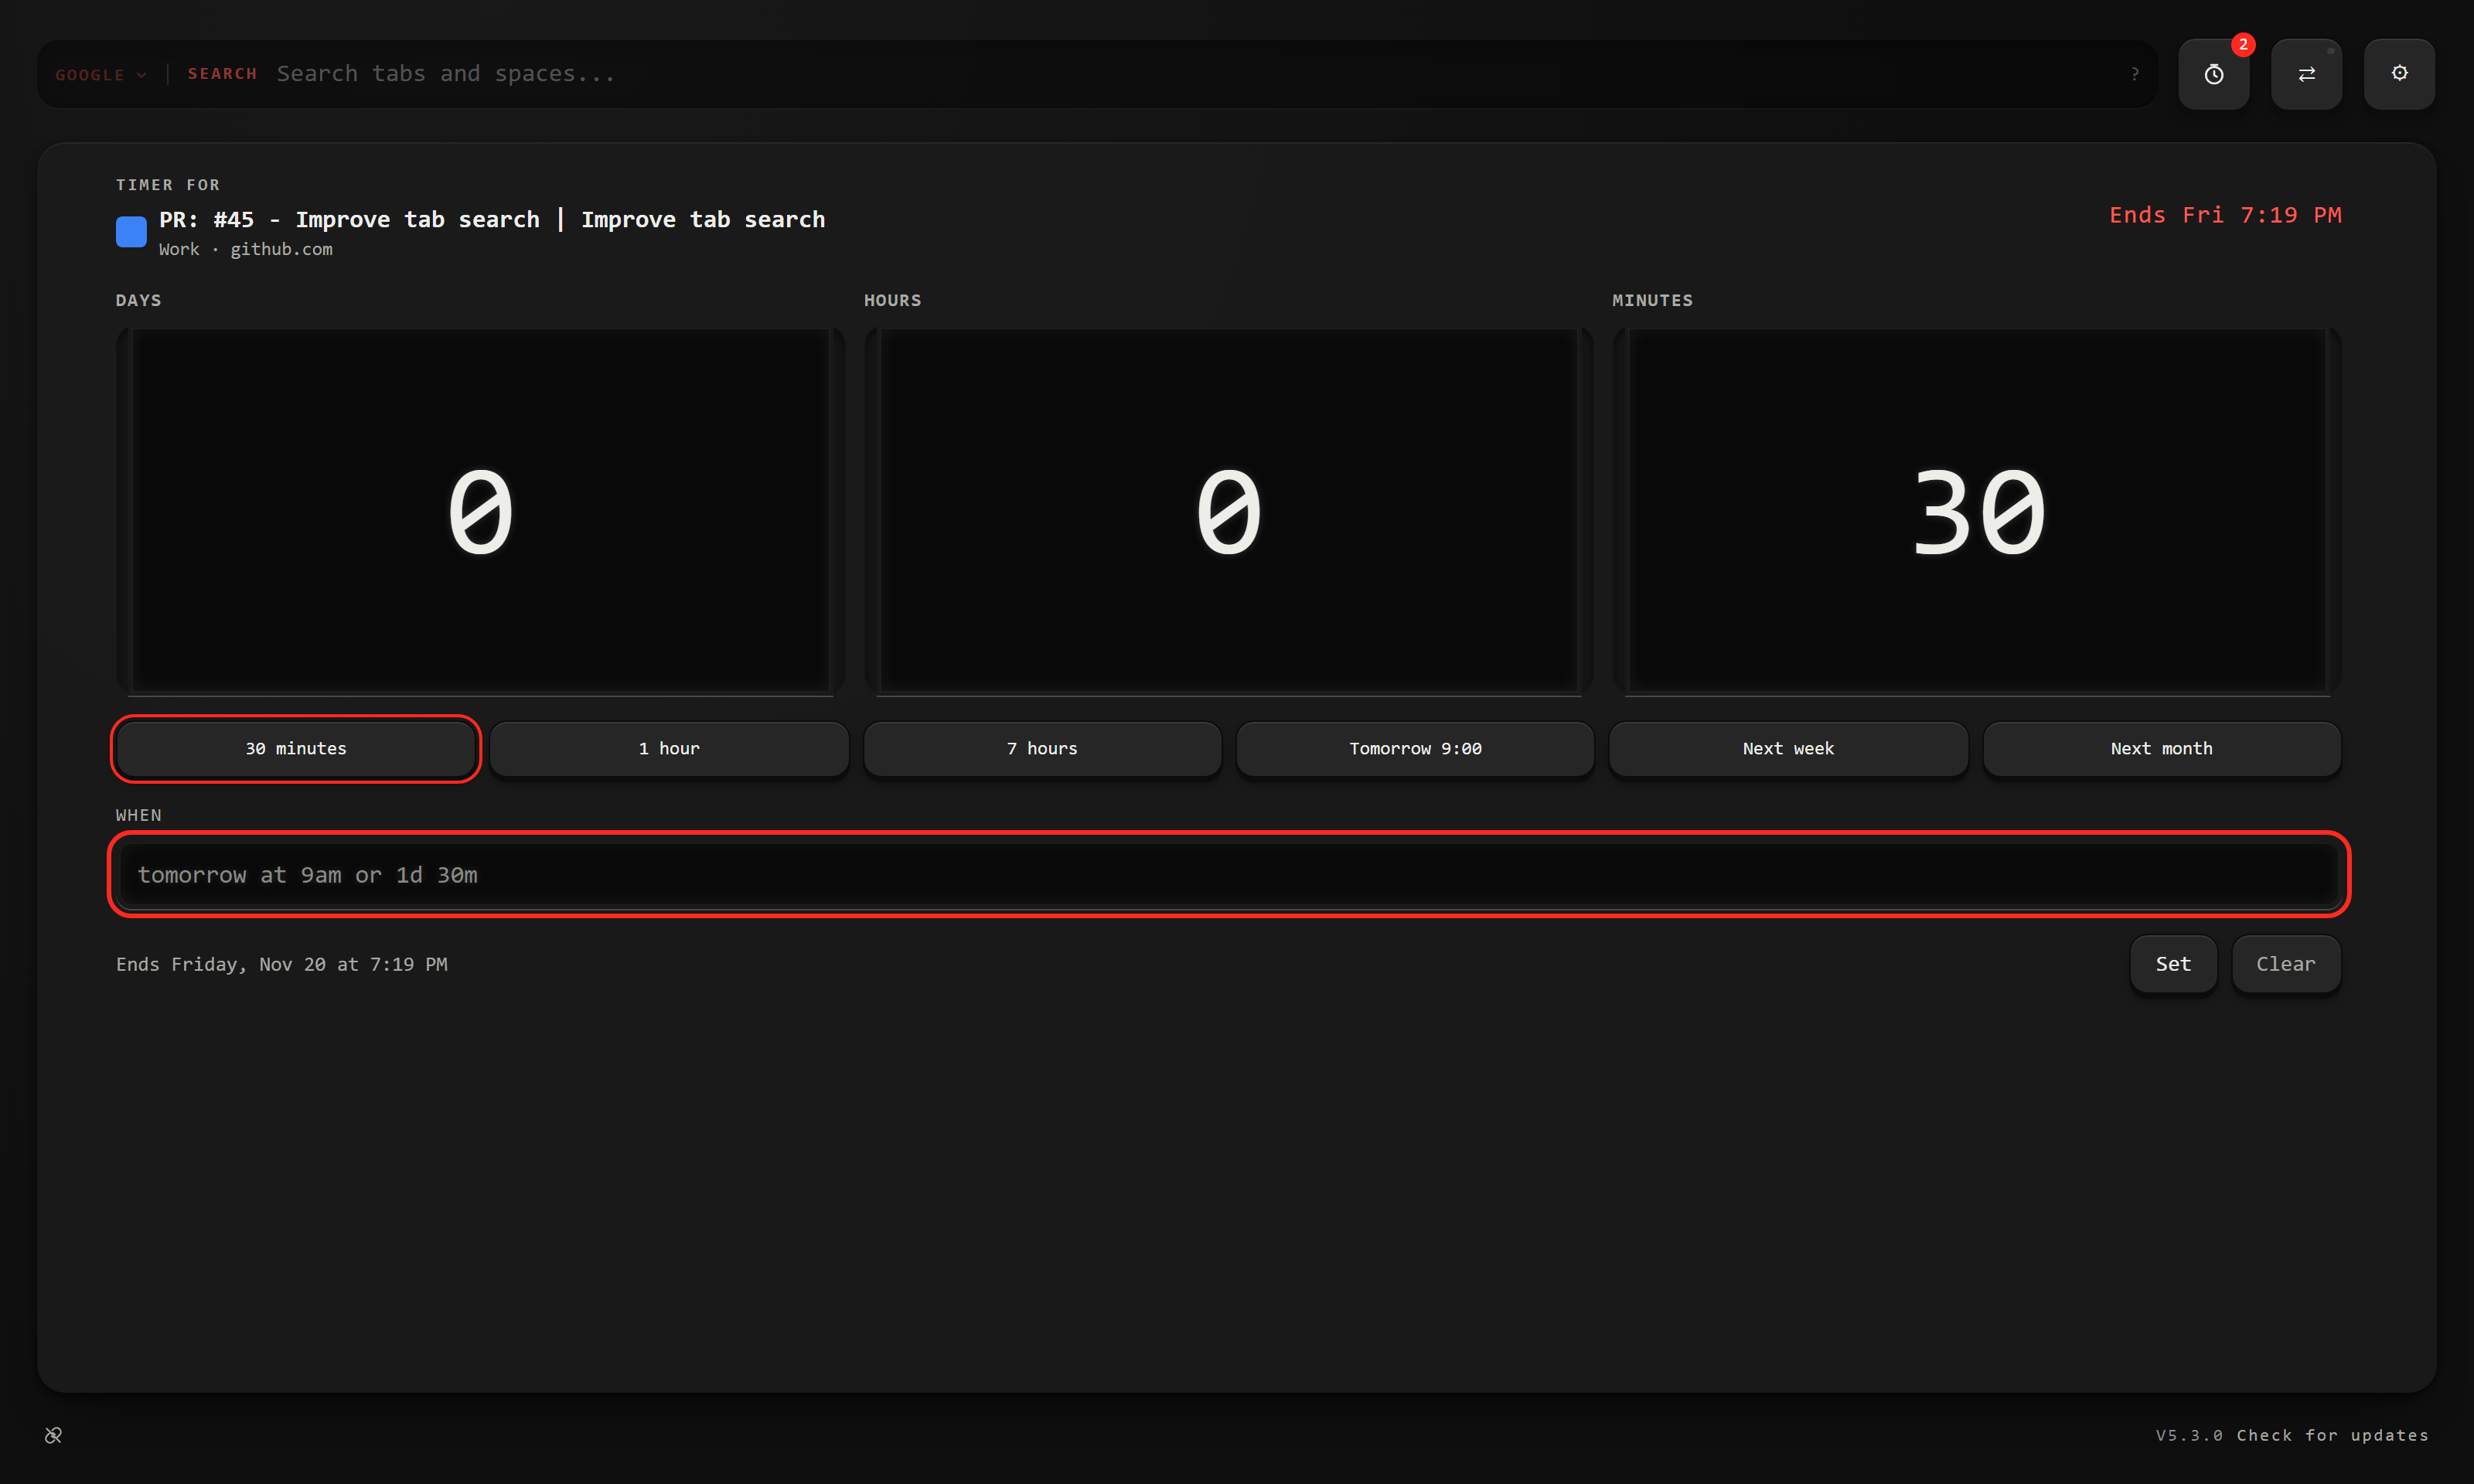 GOOGLE SEARCH Search tabs and spaces... ? 2
TIMER FOR
PR: #45 - Improve tab search | Improve tab search
Work · github.com
Ends Fri 7:19 PM
DAYS HOURS MINUTES
0 0 30
30 minutes 1 hour 7 hours Tomorrow 9:00 Next week Next month
WHEN
tomorrow at 9am or 1d 30m
Ends Friday, Nov 20 at 7:19 PM Set Clear
V5.3.0 Check for updates